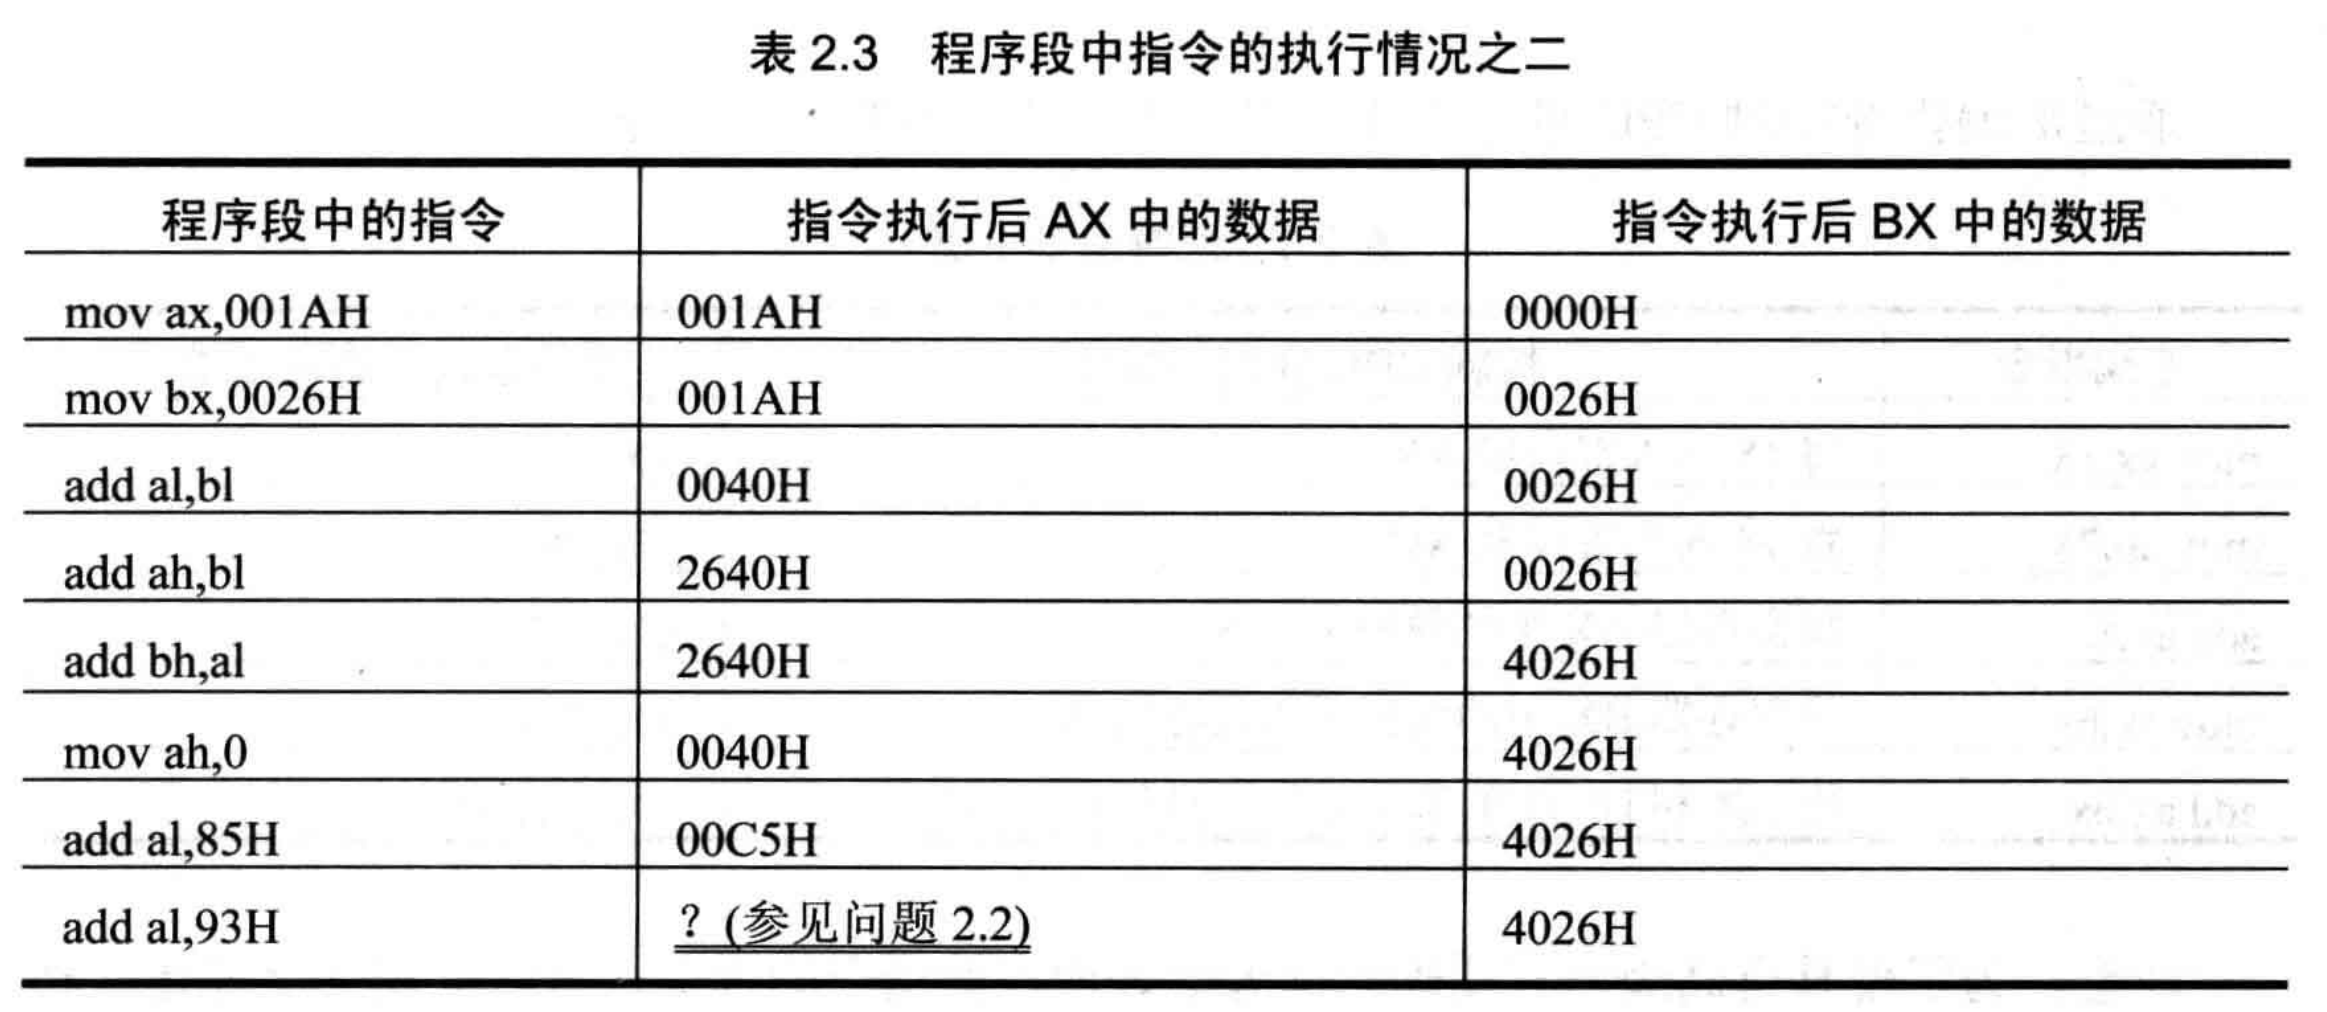 表 2.3 程序段中指令的执行情况之二
程序段中的指令 指令执行后 AX 中的数据 指令执行后 BX 中的数据
mov ax,001AH 001AH 0000H
mov bx,0026H 001AH 0026H
add al,bl 0040H 0026H
add ah,bl 2640H 0026H
add bh,al 2640H 4026H
mov ah,0 0040H 4026H
add al,85H 00C5H 4026H
add al,93H ？(参见问题 2.2) 4026H